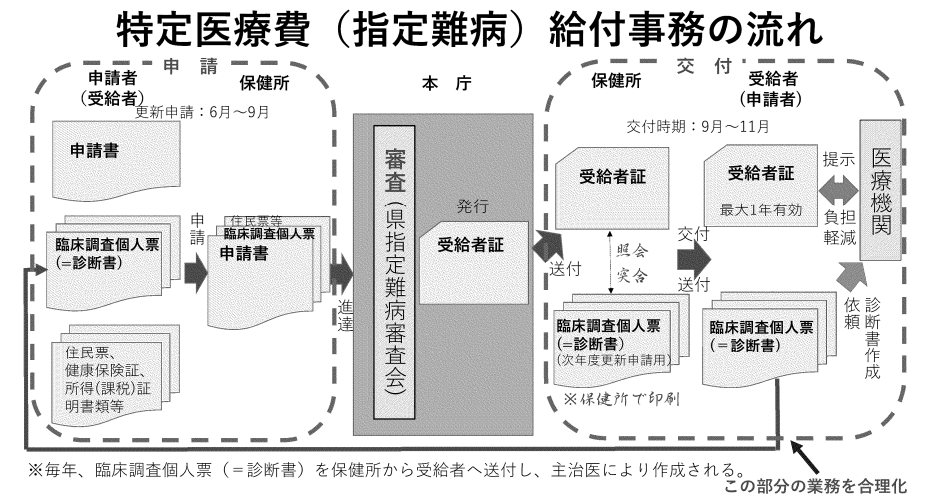 特定医療費（指定難病）給付事務の流れ
申 請
申請者
（受給者）
保健所
更新申請：6月～9月
申請書
臨床調査個人票
(=診断書)
住民票、
健康保険証、
所得(課税)証
明書類等
申請
住民票等
臨床調査個人票
申請書
進達
本 庁
審査（県指定難病審査会）
発行
受給者証
送付
交 付
保健所
受給者
（申請者）
交付時期：9月～11月
受給者証
照会
突合
臨床調査個人票
(=診断書)
(次年度更新申請用)
※保健所で印刷
交付
送付
受給者証
最大1年有効
臨床調査個人票
（＝診断書）
提示
負担
軽減
医療機関
診断書作成
依頼
※毎年、臨床調査個人票（＝診断書）を保健所から受給者へ送付し、主治医により作成される。
この部分の業務を合理化